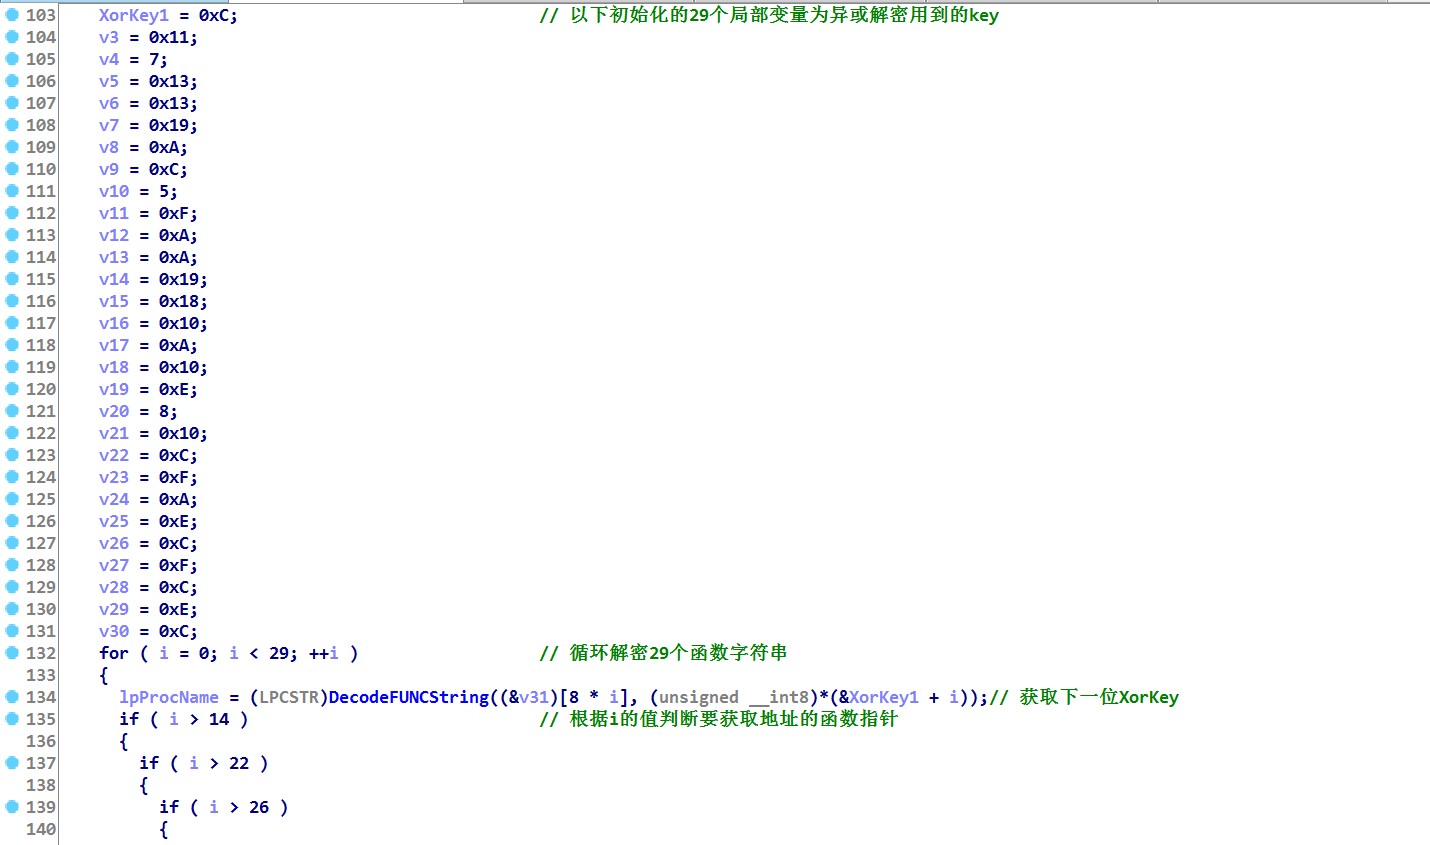 103 XorKey1 = 0xC; // 以下初始化的29个局部变量为异或解密用到的key
104 v3 = 0x11;
105 v4 = 7;
106 v5 = 0x13;
107 v6 = 0x13;
108 v7 = 0x19;
109 v8 = 0xA;
110 v9 = 0xC;
111 v10 = 5;
112 v11 = 0xF;
113 v12 = 0xA;
114 v13 = 0xA;
115 v14 = 0x19;
116 v15 = 0x18;
117 v16 = 0x10;
118 v17 = 0xA;
119 v18 = 0x10;
120 v19 = 0xE;
121 v20 = 8;
122 v21 = 0x10;
123 v22 = 0xC;
124 v23 = 0xF;
125 v24 = 0xA;
126 v25 = 0xE;
127 v26 = 0xC;
128 v27 = 0xF;
129 v28 = 0xC;
130 v29 = 0xE;
131 v30 = 0xC;
132 for ( i = 0; i < 29; ++i ) // 循环解密29个函数字符串
133 {
134 lpProcName = (LPCSTR)DecodeFUNCString((&v31)[8 * i], (unsigned __int8)*(&XorKey1 + i));// 获取下一位XorKey
135 if ( i > 14 ) // 根据i的值判断要获取地址的函数指针
136 {
137 if ( i > 22 )
138 {
139 if ( i > 26 )
140 {